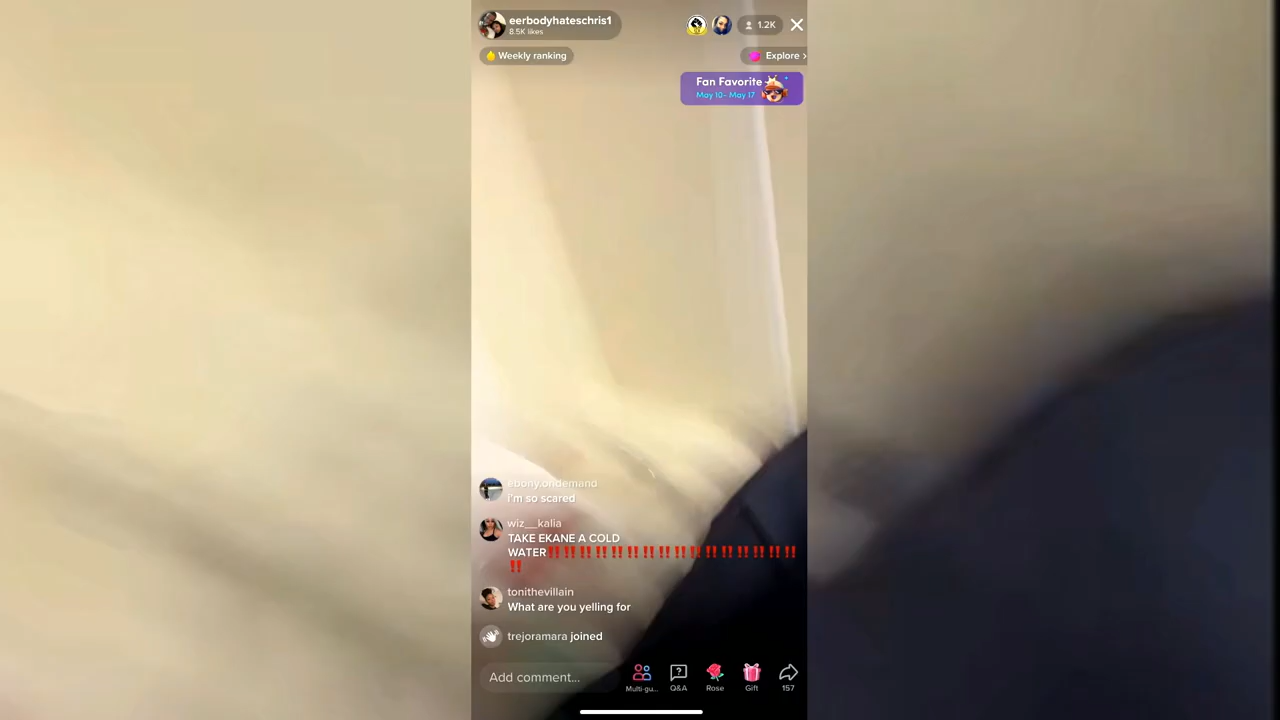 eerbodyhateschris1
8.5K likes
1.2K
Weekly ranking
Explore ›
Fan Favorite
May 10- May 17
ebony.ondemand
i'm so scared
wiz__kalia
TAKE EKANE A COLD
WATER‼️‼️‼️‼️‼️‼️‼️‼️‼️‼️‼️‼️‼️‼️‼️‼️
‼️
tonithevillain
What are you yelling for
trejoramara joined
Add comment...
Multi-gu...
Q&A
Rose
Gift
157